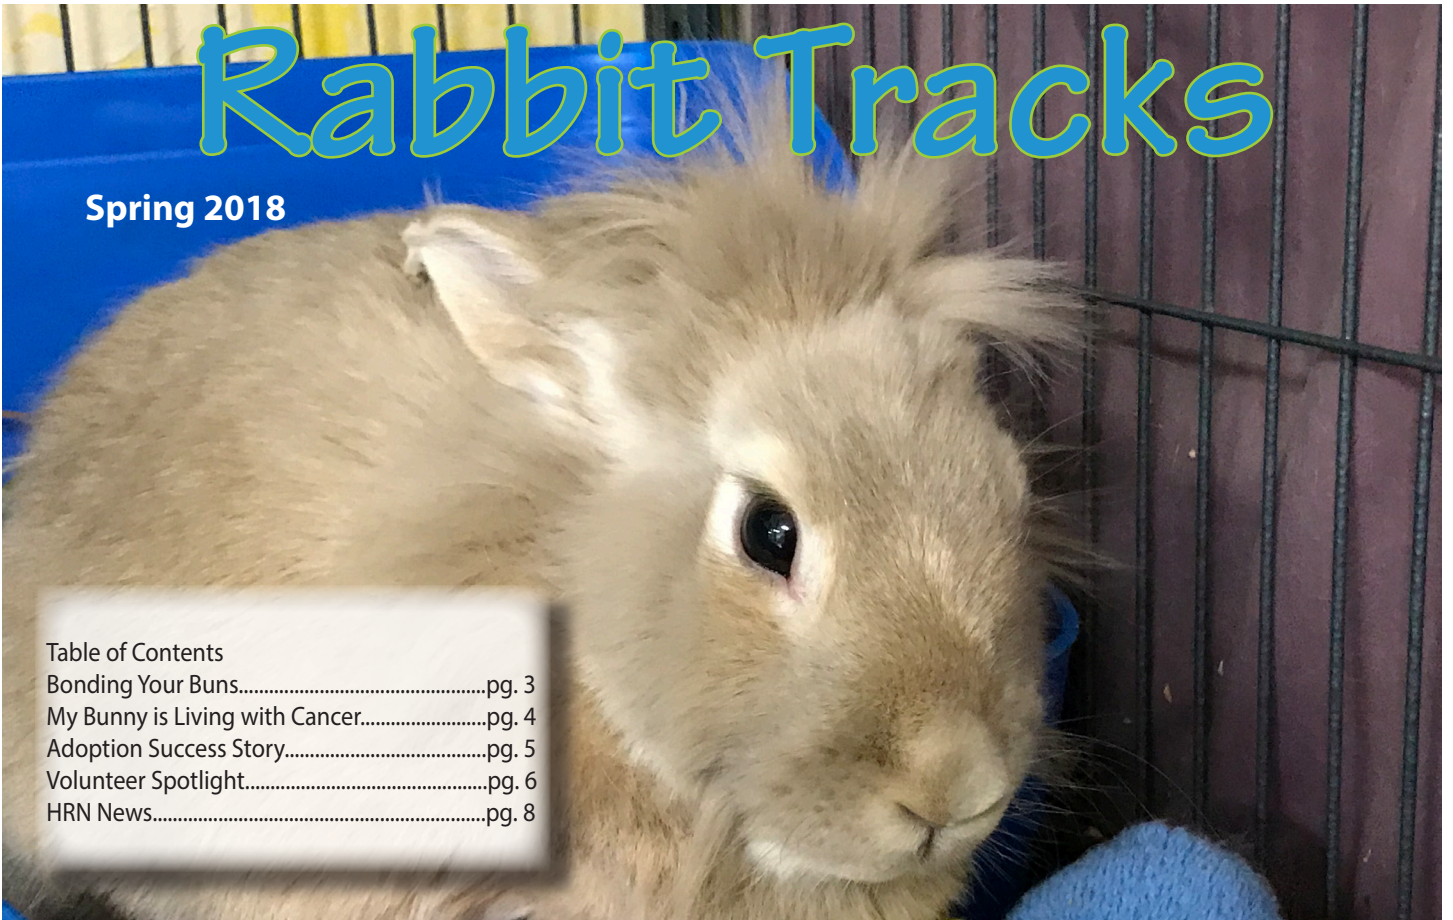 Rabbit Tracks
Spring 2018
Table of Contents
Bonding Your Buns.....................................................pg. 3
My Bunny is Living with Cancer...........................pg. 4
Adoption Success Story...........................................pg. 5
Volunteer Spotlight....................................................pg. 6
HRN News........................................................................pg. 8